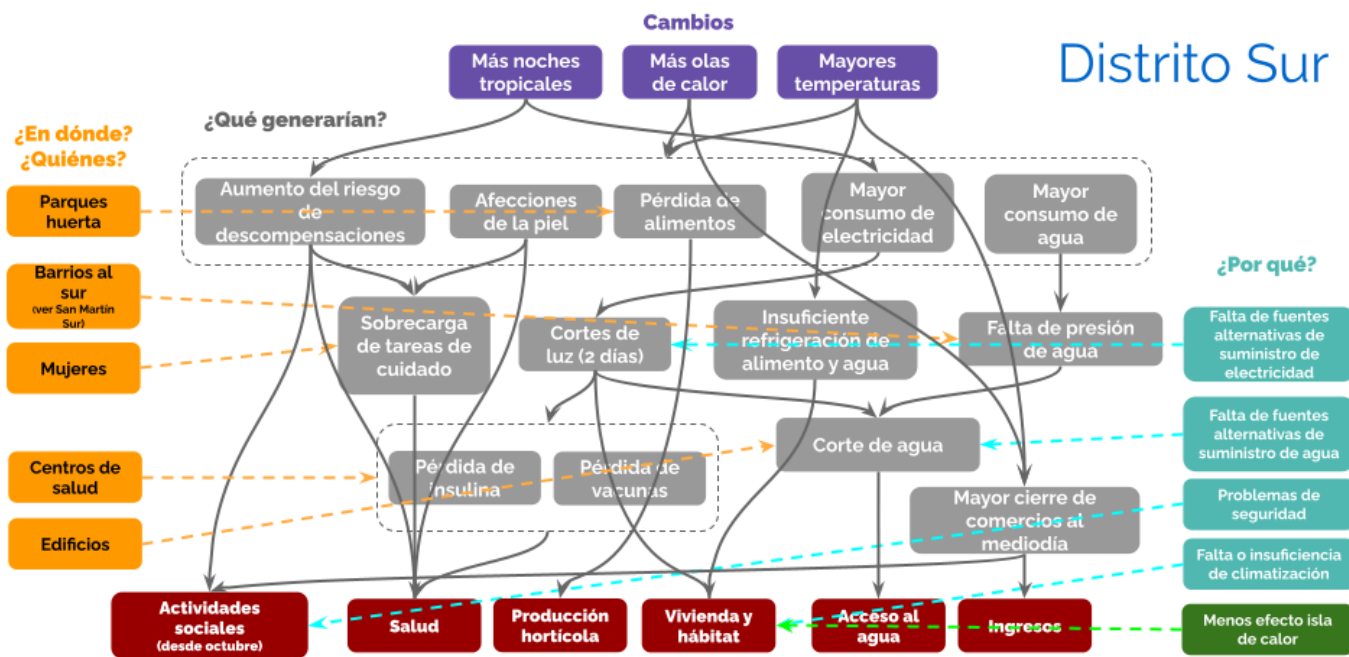 Cambios
Distrito Sur
Más noches
tropicales
Más olas
de calor
Mayores
temperaturas
¿En dónde?
¿Quiénes?
¿Qué generarían?
Parques
huerta
Aumento del riesgo
de
descompensaciones
Afecciones
de la piel
Pérdida de
alimentos
Mayor
consumo de
electricidad
Mayor
consumo de
agua
¿Por qué?
Barrios al
sur
(ver San Martín
Sur)
Mujeres
Sobrecarga
de tareas de
cuidado
Cortes de
luz (2 días)
Insuficiente
refrigeración de
alimento y agua
Falta de presión
de agua
Falta de fuentes
alternativas de
suministro de
electricidad
Centros de
salud
Pérdida de
insulina
Pérdida de
vacunas
Corte de agua
Falta de fuentes
alternativas de
suministro de agua
Edificios
Mayor cierre de
comercios al
mediodía
Problemas de
seguridad
Falta o insuficiencia
de climatización
Actividades
sociales
(desde octubre)
Salud
Producción
hortícola
Vivienda y
hábitat
Acceso al
agua
Ingresos
Menos efecto isla
de calor